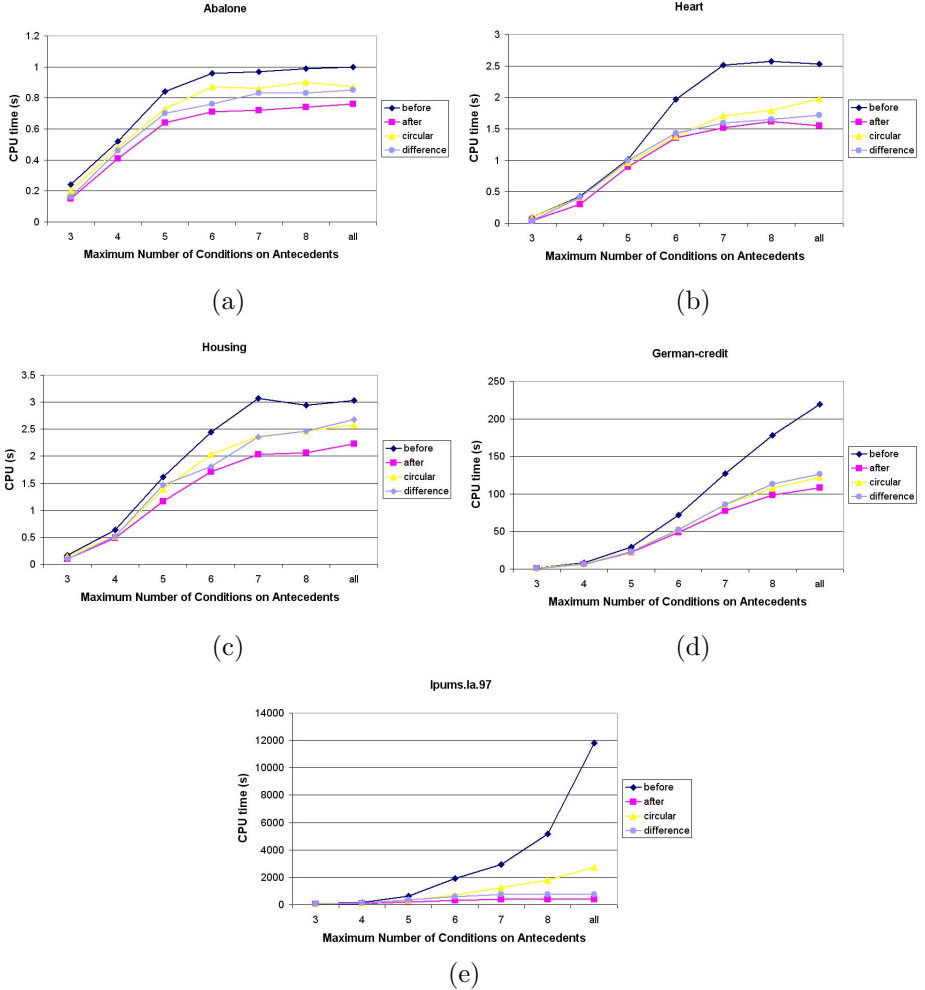 Abalone
CPU time (s)
1.2
1
0.8
0.6
0.4
0.2
0
3 4 5 6 7 8 all
Maximum Number of Conditions on Antecedents
before
after
circular
difference
(a)
Heart
CPU time (s)
3
2.5
2
1.5
1
0.5
0
3 4 5 6 7 8 all
Maximum Number of Conditions on Antecedents
before
after
circular
difference
(b)
Housing
CPU (s)
3.5
3
2.5
2
1.5
1
0.5
0
3 4 5 6 7 8 all
Maximum Number of Conditions on Antecedents
before
after
circular
difference
(c)
German-credit
CPU time (s)
250
200
150
100
50
0
3 4 5 6 7 8 all
Maximum Number of Conditions on Antecedents
before
after
circular
difference
(d)
Ipums.la.97
CPU time (s)
14000
12000
10000
8000
6000
4000
2000
0
3 4 5 6 7 8 all
Maximum Number of Conditions on Antecedents
before
after
circular
difference
(e)